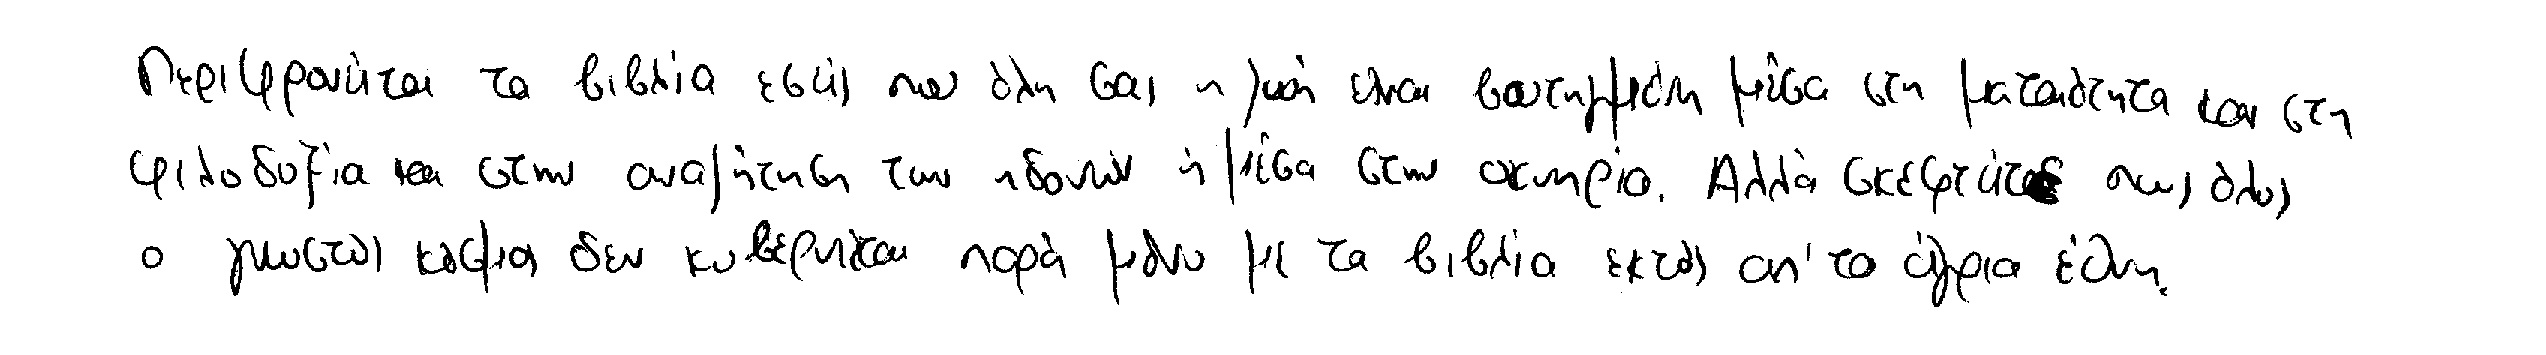 Περιφρονείται τα βιβλία εσείς που όλη σας η ζωή είναι βουτηγμένη μέσα στη ματαιότητα και στη
φιλοδοξία και στην αναζήτηση των ηδονών ή μέσα στην οκνηρία. Αλλά σκεφτείτε πως όλος
ο γνωστός κόσμος δεν κυβερνιέται παρά μόνο με τα βιβλία εκτός απ' τα άγρια έθνη.